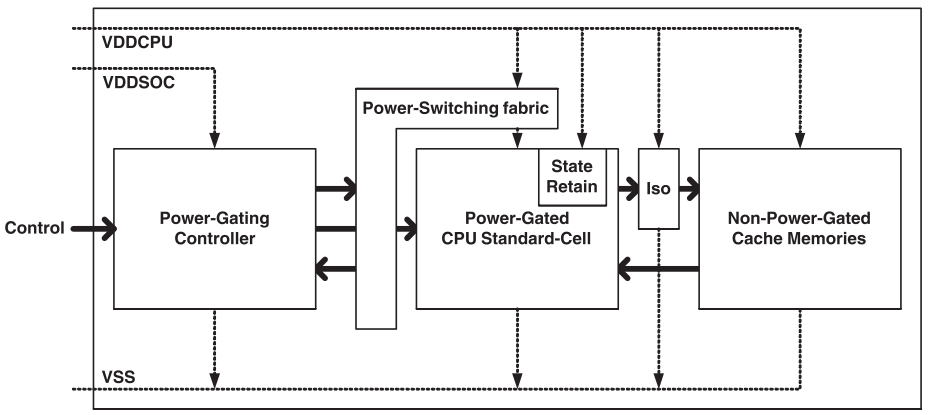 VDDCPU
VDDSOC
Power-Switching fabric
State
Retain
Iso
Control
Power-Gating
Controller
Power-Gated
CPU Standard-Cell
Non-Power-Gated
Cache Memories
VSS